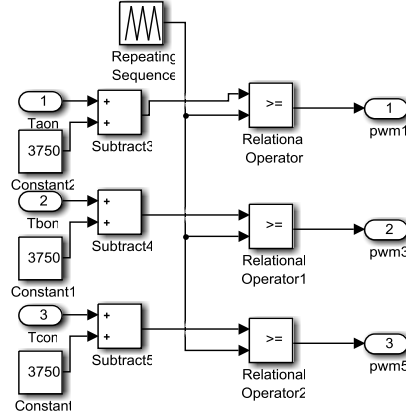 Repeating
Sequence
1
Taon
+
+
Subtract3
>=
Relational
Operator
1
pwm1
3750
Constant2
2
Tbon
+
+
Subtract4
>=
Relational
Operator1
2
pwm3
3750
Constant1
3
Tcon
+
+
Subtract5
>=
Relational
Operator2
3
pwm5
3750
Constant